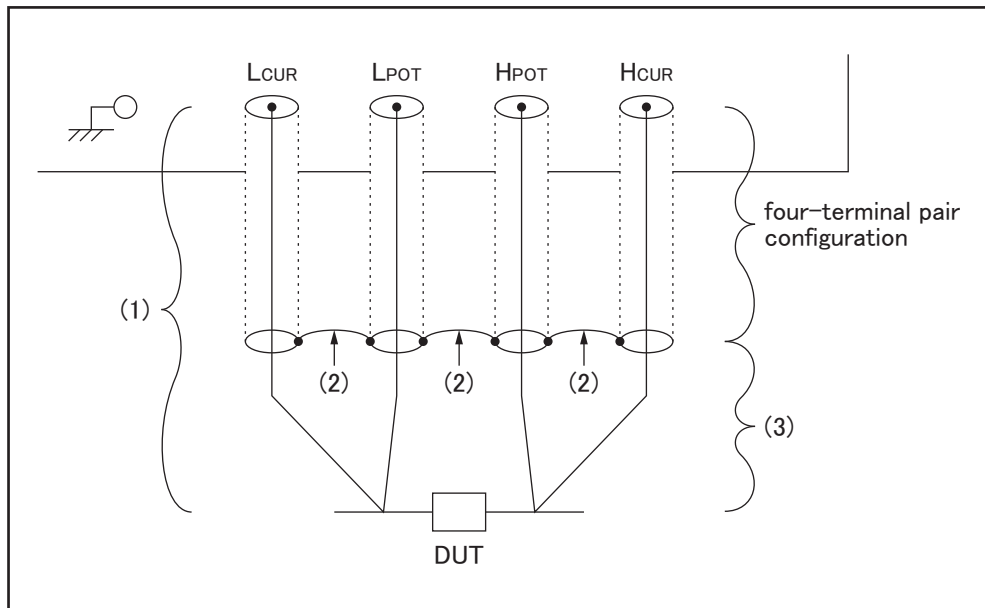 LCUR
LPOT
HPOT
HCUR
four-terminal pair
configuration
(1)
(2)
(2)
(2)
(3)
DUT